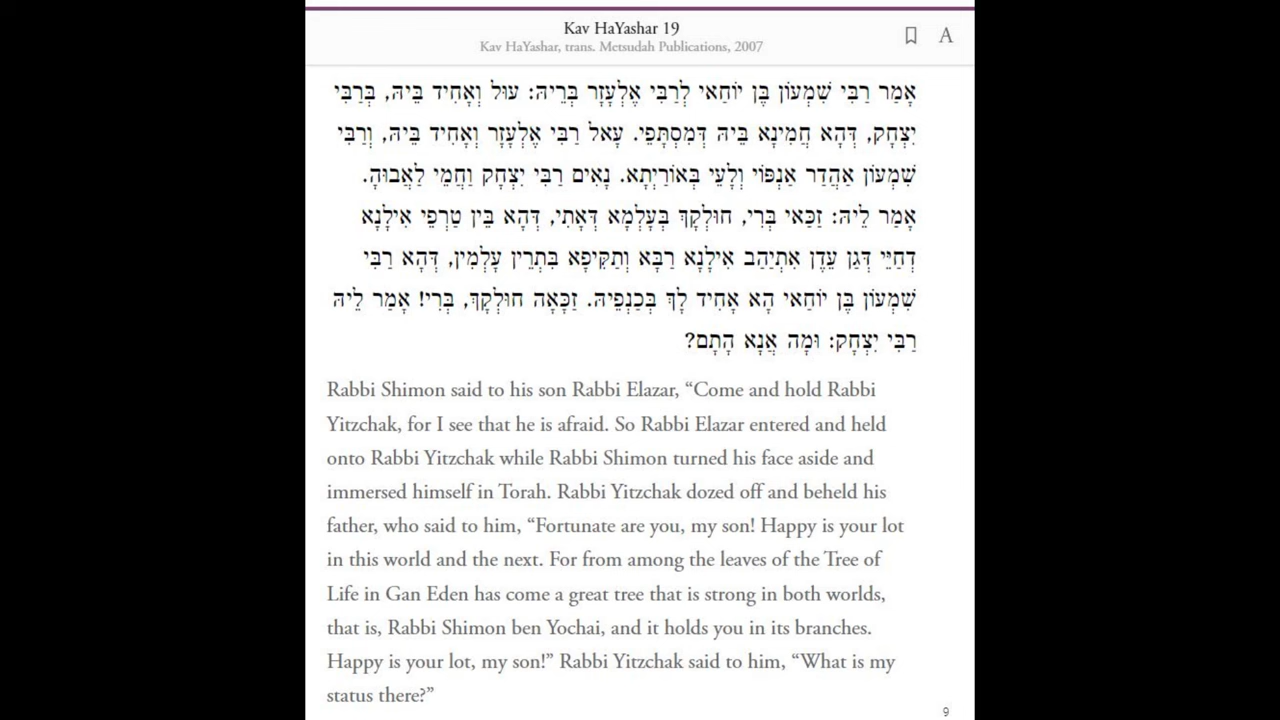 Kav HaYashar 19
A
Kav HaYashar, trans. Metsudah Publications, 2007
אָמַר רַבִּי שִׁמְעוֹן בֶּן יוֹחַאי לְרַבִּי אֶלְעָזָר בְּרֵיהּ: עוּל וְאָחִיד בֵּיהּ, בְּרַבִּי
יִצְחָק, דְּהָא חֲמִינָא בֵּיהּ דְּמִסְתָּפֵי. עָאל רַבִּי אֶלְעָזָר וְאָחִיד בֵּיהּ, וְרַבִּי
שִׁמְעוֹן אַהֲדַר אַנְפּוֹי וְלָעֵי בְּאוֹרַיְתָא. נָאִים רַבִּי יִצְחָק וַחֲמֵי לַאֲבוּהָ.
אָמַר לֵיהּ: זַכַּאי בְּרִי, חוּלְקָךְ בְּעָלְמָא דְּאָתֵי, דְּהָא בֵּין טַרְפֵּי אִילָנָא
דְחַיֵּי דְּגַן עֵדֶן אִתְיַהַב אִילָנָא רַבָּא וְתַקִּיפָא בִּתְרֵין עָלְמִין, דְּהָא רַבִּי
שִׁמְעוֹן בֶּן יוֹחַאי הָא אָחִיד לָךְ בְּכַנְפֵיהּ. זַכָּאָה חוּלְקָךְ, בְּרִי! אָמַר לֵיהּ
רַבִּי יִצְחָק: וּמָה אֲנָא הָתָם?
Rabbi Shimon said to his son Rabbi Elazar, “Come and hold Rabbi
Yitzchak, for I see that he is afraid. So Rabbi Elazar entered and held
onto Rabbi Yitzchak while Rabbi Shimon turned his face aside and
immersed himself in Torah. Rabbi Yitzchak dozed off and beheld his
father, who said to him, “Fortunate are you, my son! Happy is your lot
in this world and the next. For from among the leaves of the Tree of
Life in Gan Eden has come a great tree that is strong in both worlds,
that is, Rabbi Shimon ben Yochai, and it holds you in its branches.
Happy is your lot, my son!” Rabbi Yitzchak said to him, “What is my
status there?”
9